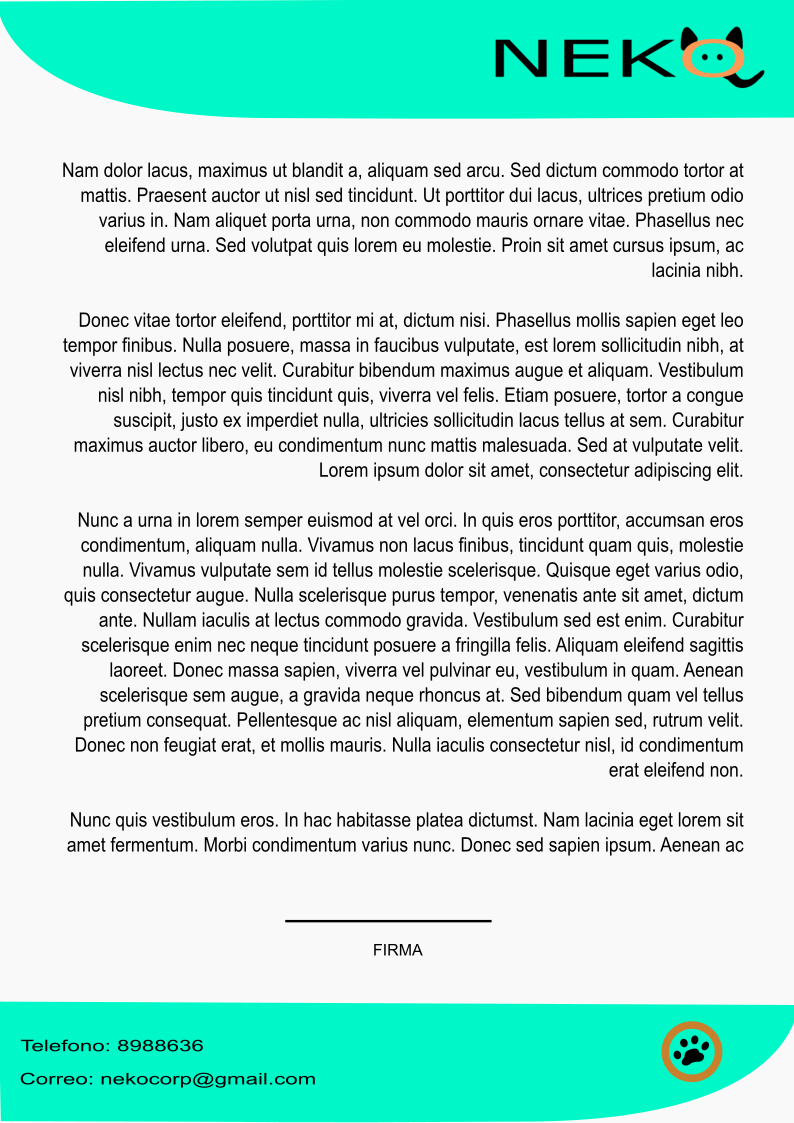 NEKO
Nam dolor lacus, maximus ut blandit a, aliquam sed arcu. Sed dictum commodo tortor at
mattis. Praesent auctor ut nisl sed tincidunt. Ut porttitor dui lacus, ultrices pretium odio
varius in. Nam aliquet porta urna, non commodo mauris ornare vitae. Phasellus nec
eleifend urna. Sed volutpat quis lorem eu molestie. Proin sit amet cursus ipsum, ac
lacinia nibh.
Donec vitae tortor eleifend, porttitor mi at, dictum nisi. Phasellus mollis sapien eget leo
tempor finibus. Nulla posuere, massa in faucibus vulputate, est lorem sollicitudin nibh, at
viverra nisl lectus nec velit. Curabitur bibendum maximus augue et aliquam. Vestibulum
nisl nibh, tempor quis tincidunt quis, viverra vel felis. Etiam posuere, tortor a congue
suscipit, justo ex imperdiet nulla, ultricies sollicitudin lacus tellus at sem. Curabitur
maximus auctor libero, eu condimentum nunc mattis malesuada. Sed at vulputate velit.
Lorem ipsum dolor sit amet, consectetur adipiscing elit.
Nunc a urna in lorem semper euismod at vel orci. In quis eros porttitor, accumsan eros
condimentum, aliquam nulla. Vivamus non lacus finibus, tincidunt quam quis, molestie
nulla. Vivamus vulputate sem id tellus molestie scelerisque. Quisque eget varius odio,
quis consectetur augue. Nulla scelerisque purus tempor, venenatis ante sit amet, dictum
ante. Nullam iaculis at lectus commodo gravida. Vestibulum sed est enim. Curabitur
scelerisque enim nec neque tincidunt posuere a fringilla felis. Aliquam eleifend sagittis
laoreet. Donec massa sapien, viverra vel pulvinar eu, vestibulum in quam. Aenean
scelerisque sem augue, a gravida neque rhoncus at. Sed bibendum quam vel tellus
pretium consequat. Pellentesque ac nisl aliquam, elementum sapien sed, rutrum velit.
Donec non feugiat erat, et mollis mauris. Nulla iaculis consectetur nisl, id condimentum
erat eleifend non.
Nunc quis vestibulum eros. In hac habitasse platea dictumst. Nam lacinia eget lorem sit
amet fermentum. Morbi condimentum varius nunc. Donec sed sapien ipsum. Aenean ac
FIRMA
Telefono: 8988636
Correo: nekocorp@gmail.com